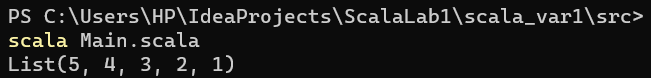 PS C:\Users\HP\IdeaProjects\ScalaLab1\scala_var1\src>
scala Main.scala
List(5, 4, 3, 2, 1)